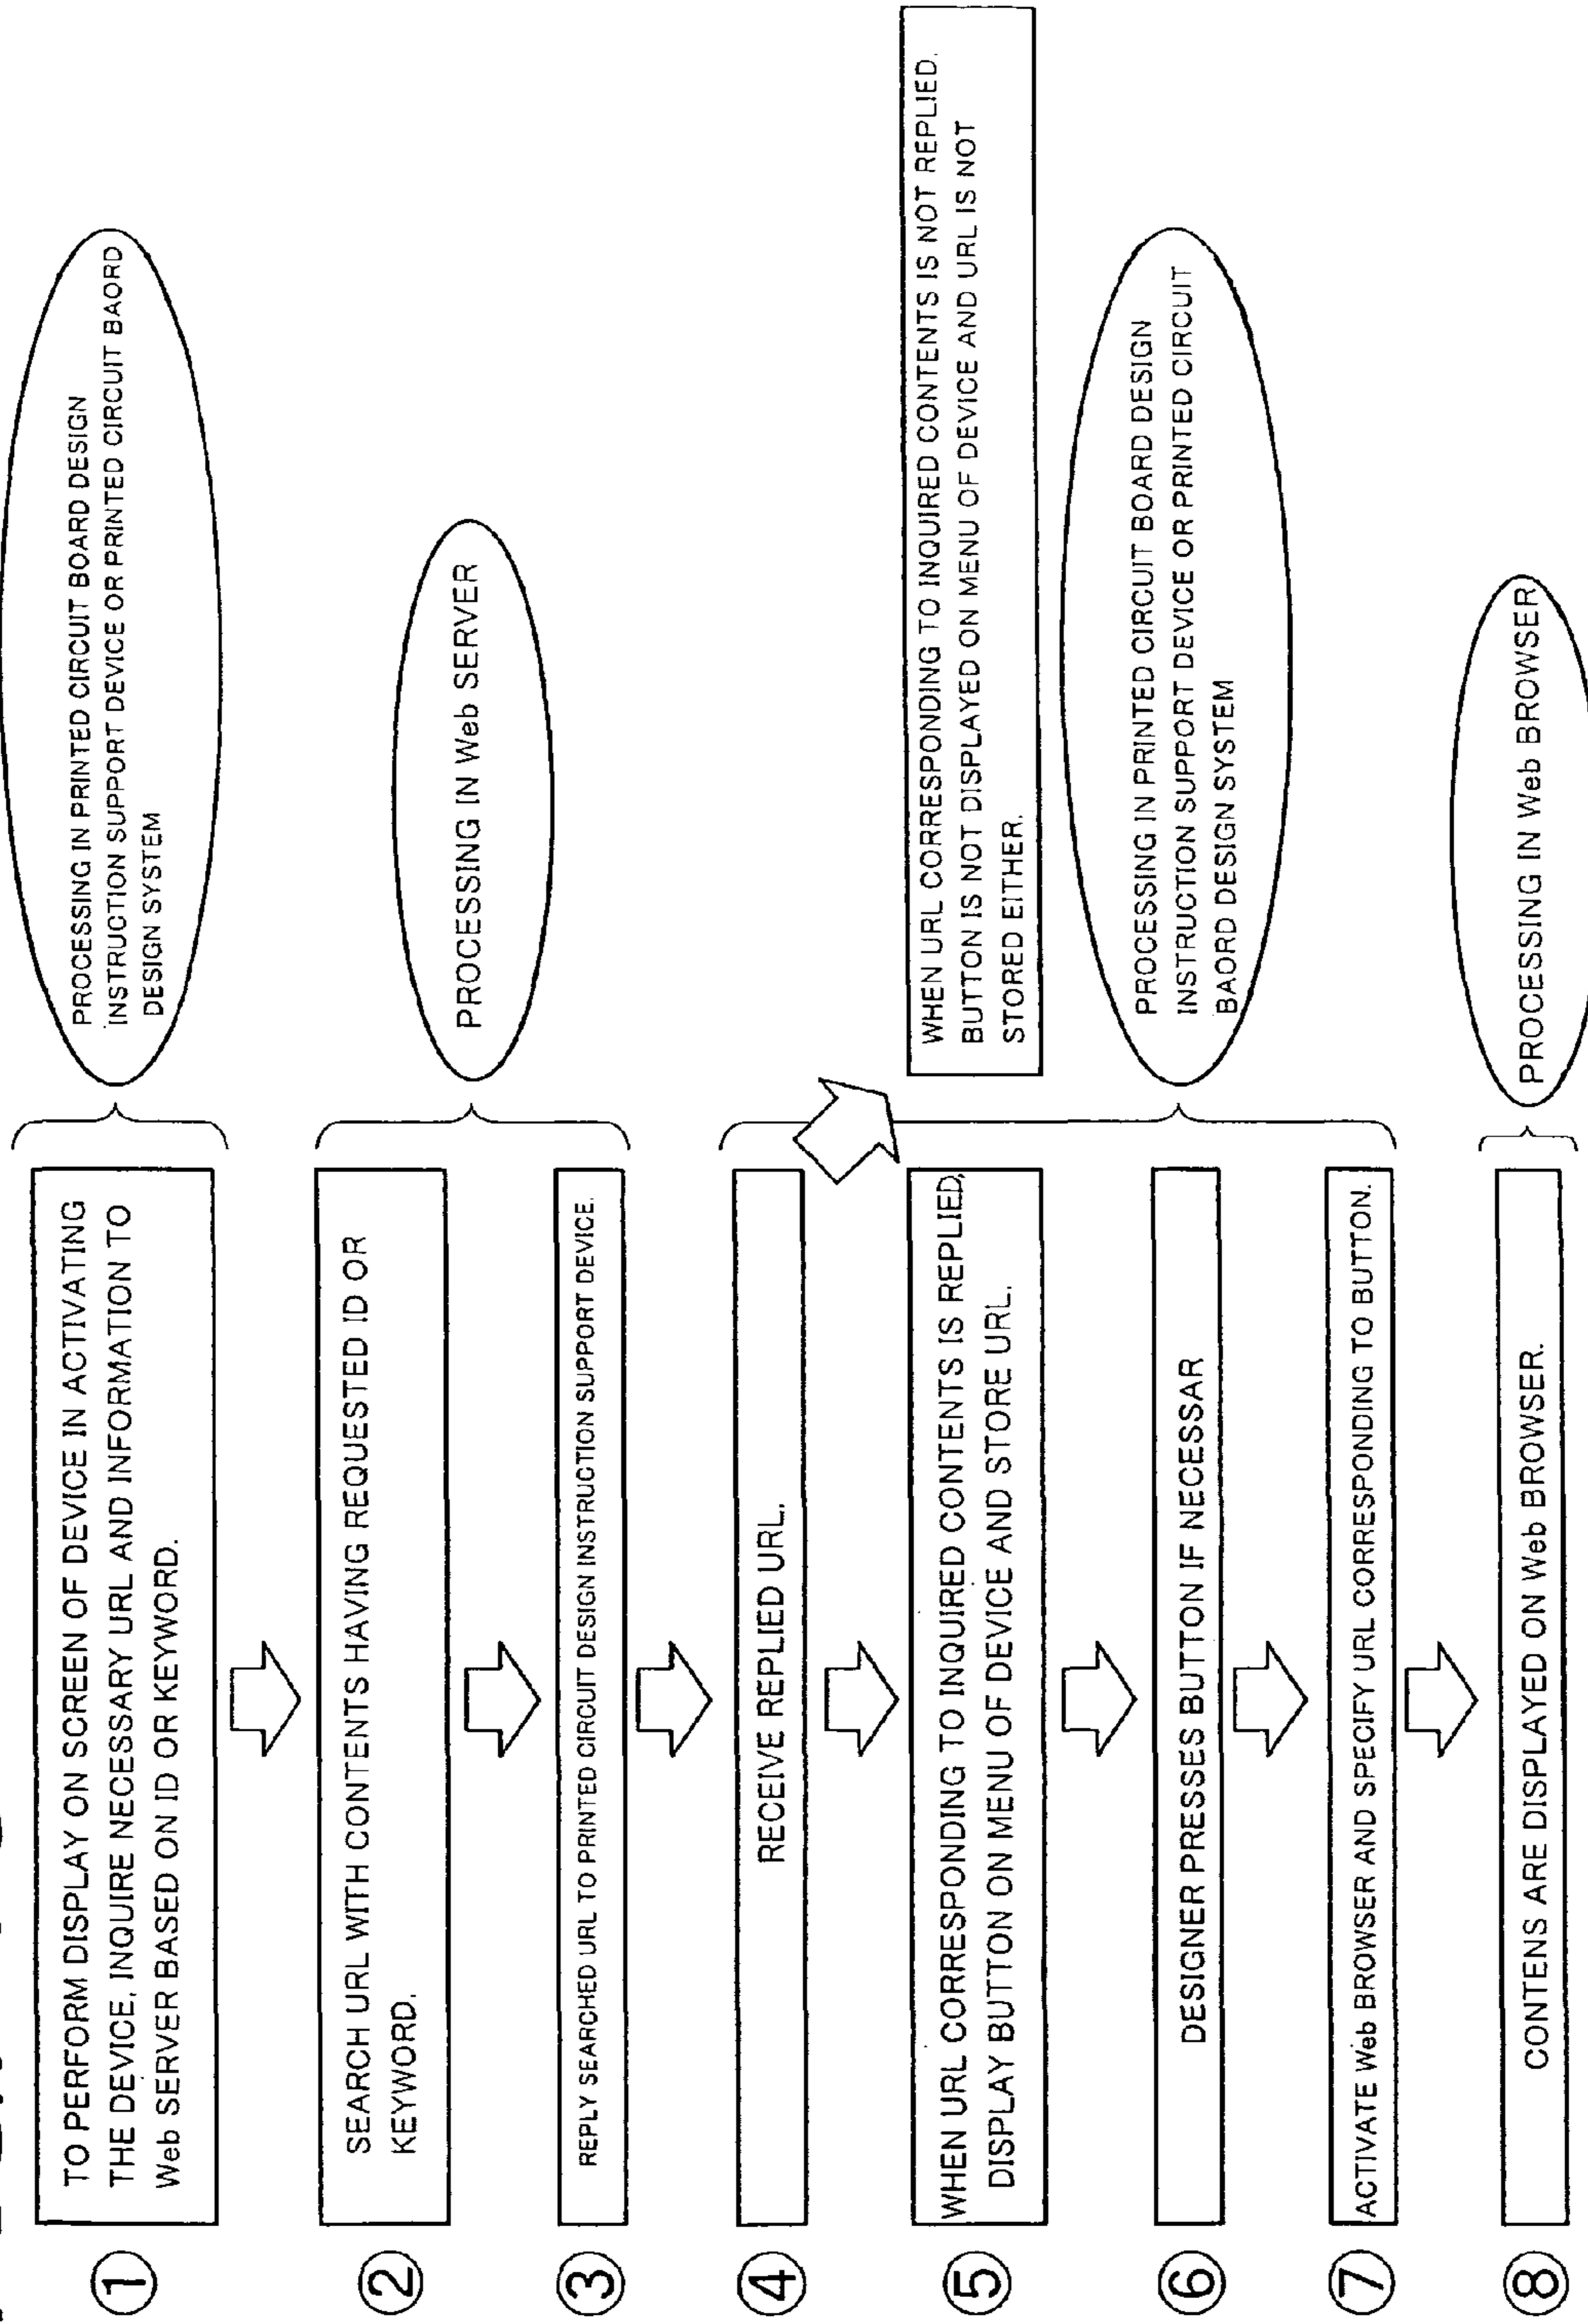 ①
TO PERFORM DISPLAY ON SCREEN OF DEVICE IN ACTIVATING
THE DEVICE, INQUIRE NECESSARY URL AND INFORMATION TO
Web SERVER BASED ON ID OR KEYWORD.
PROCESSING IN PRINTED CIRCUIT BOARD DESIGN
INSTRUCTION SUPPORT DEVICE OR PRINTED CIRCUIT BAORD
DESIGN SYSTEM
②
SEARCH URL WITH CONTENTS HAVING REQUESTED ID OR
KEYWORD.
PROCESSING IN Web SERVER
③
REPLY SEARCHED URL TO PRINTED CIRCUIT DESIGN INSTRUCTION SUPPORT DEVICE.
④
RECEIVE REPLIED URL.
⑤
WHEN URL CORRESPONDING TO INQUIRED CONTENTS IS REPLIED,
DISPLAY BUTTON ON MENU OF DEVICE AND STORE URL.
WHEN URL CORRESPONDING TO INQUIRED CONTENTS IS NOT REPLIED.
BUTTON IS NOT DISPLAYED ON MENU OF DEVICE AND URL IS NOT
STORED EITHER.
⑥
DESIGNER PRESSES BUTTON IF NECESSAR
PROCESSING IN PRINTED CIRCUIT BOARD DESIGN
INSTRUCTION SUPPORT DEVICE OR PRINTED CIRCUIT
BAORD DESIGN SYSTEM
⑦
ACTIVATE Web BROWSER AND SPECIFY URL CORRESPONDING TO BUTTON.
⑧
CONTENS ARE DISPLAYED ON Web BROWSER.
PROCESSING IN Web BROWSER